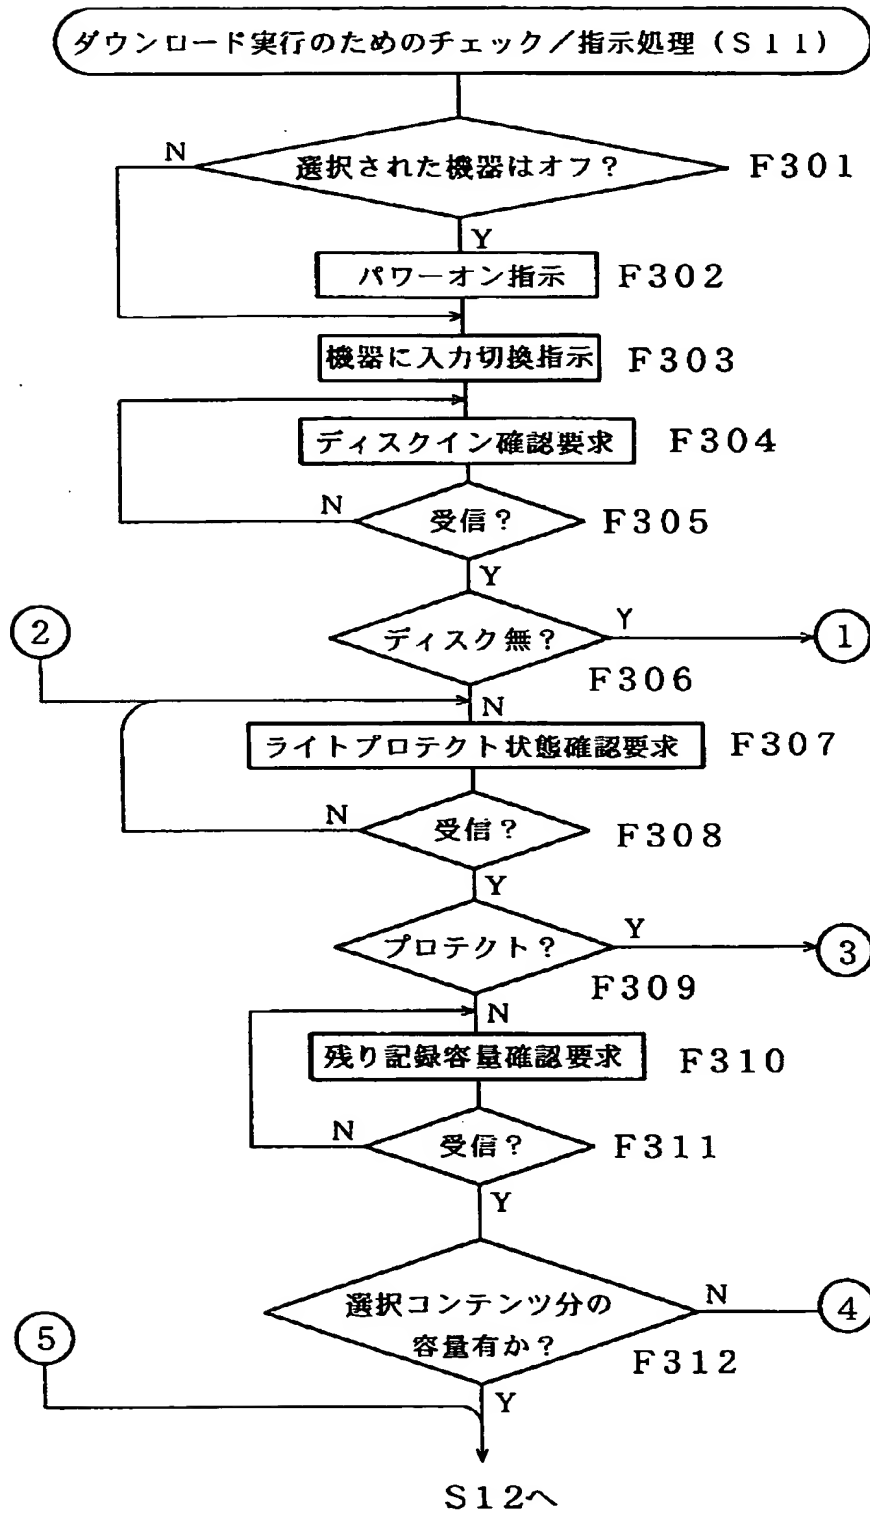 ダウンロード実行のためのチェック／指示処理（Ｓ１１）
N
選択された機器はオフ？
F301
Y
パワーオン指示
F302
機器に入力切換指示
F303
ディスクイン確認要求
F304
N
受信？
F305
Y
2
ディスク無？
Y
1
F306
N
ライトプロテクト状態確認要求
F307
N
受信？
F308
Y
プロテクト？
Y
3
F309
N
残り記録容量確認要求
F310
N
受信？
F311
Y
選択コンテンツ分の
容量有か？
N
4
5
F312
Y
S12へ